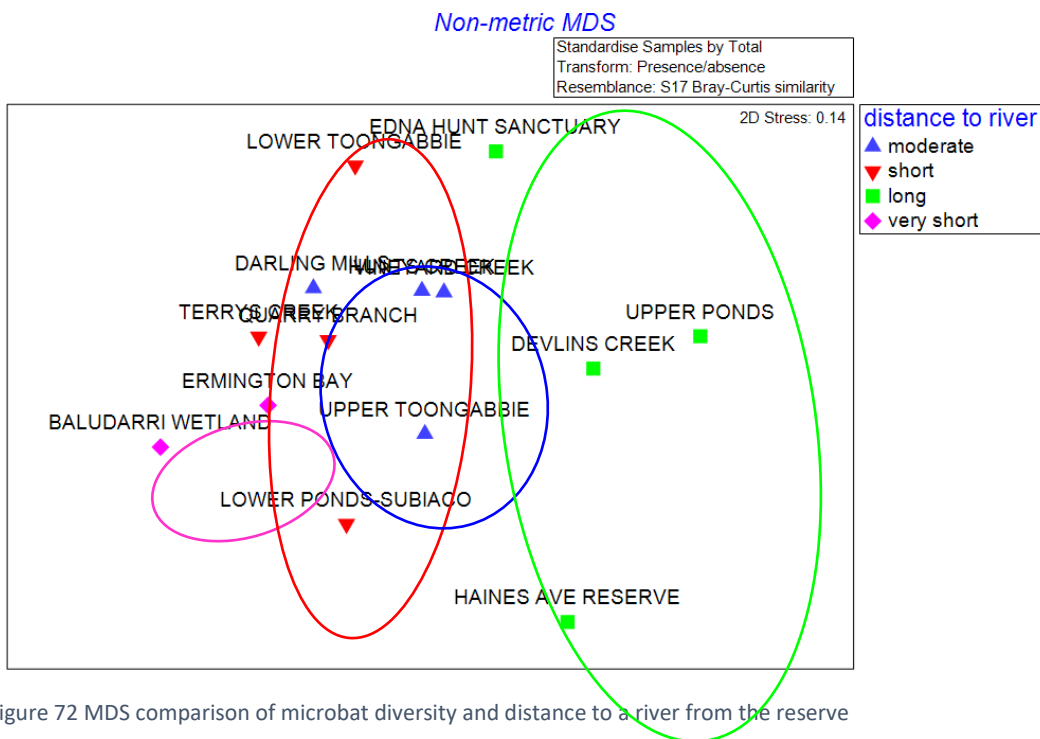 Non-metric MDS
Standardise Samples by Total
Transform: Presence/absence
Resemblance: S17 Bray-Curtis similarity
2D Stress: 0.14
distance to river
moderate
short
long
very short
EDNA HUNT SANCTUARY
LOWER TOONGABBIE
DARLING MILLS CREEK
VINEYARD CREEK
UPPER PONDS
TERRYS CREEK
QUARRY BRANCH
DEVLINS CREEK
ERMINGTON BAY
UPPER TOONGABBIE
BALUDARRI WETLAND
LOWER PONDS-SUBIACO
HAINES AVE RESERVE
igure 72 MDS comparison of microbat diversity and distance to a river from the reserve